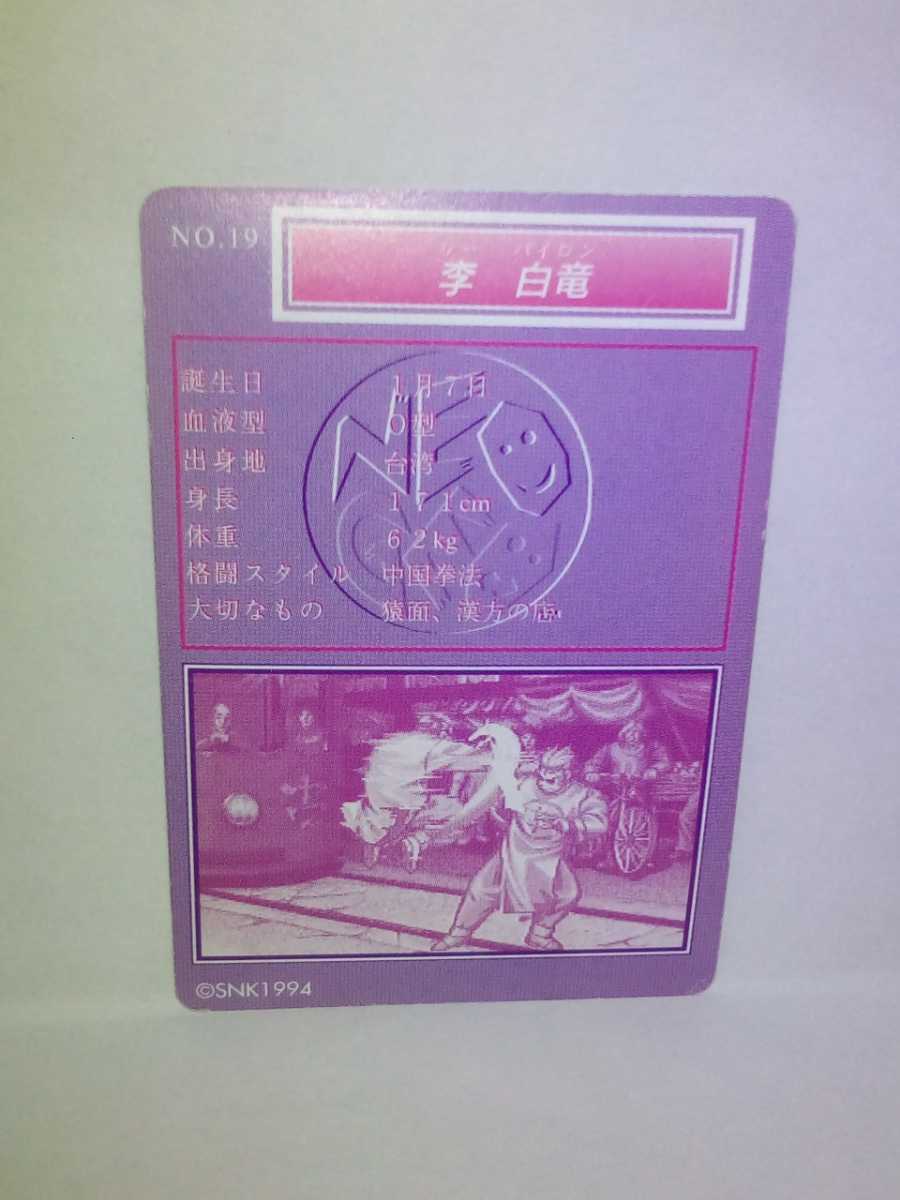 NO.19
リー パイロン
李 白竜
誕生日 1月7日
血液型 O型
出身地 台湾
身長 171cm
体重 62kg
格闘スタイル 中国拳法
大切なもの 猿面、漢方の店
©SNK1994